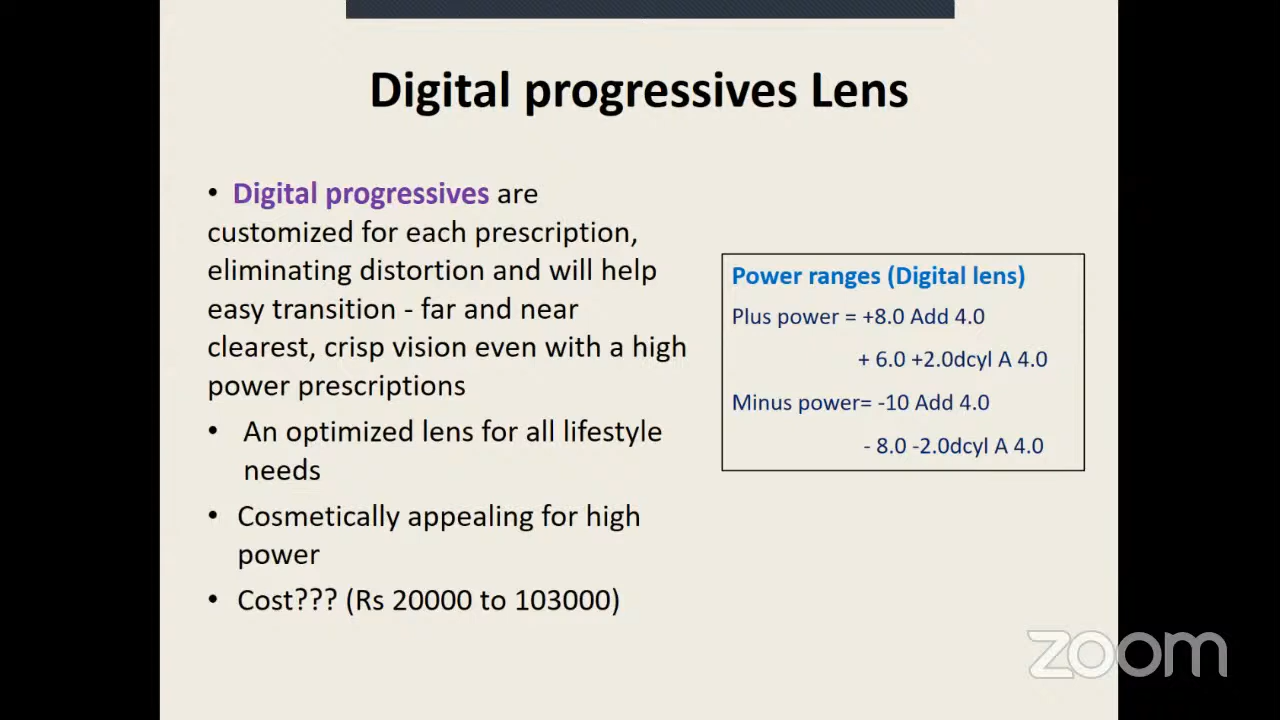 Digital progressives Lens
• Digital progressives are
customized for each prescription,
eliminating distortion and will help
easy transition - far and near
clearest, crisp vision even with a high
power prescriptions
• An optimized lens for all lifestyle
needs
• Cosmetically appealing for high
power
• Cost??? (Rs 20000 to 103000)
Power ranges (Digital lens)
Plus power = +8.0 Add 4.0
+ 6.0 +2.0dcyl A 4.0
Minus power= -10 Add 4.0
- 8.0 -2.0dcyl A 4.0
zoom